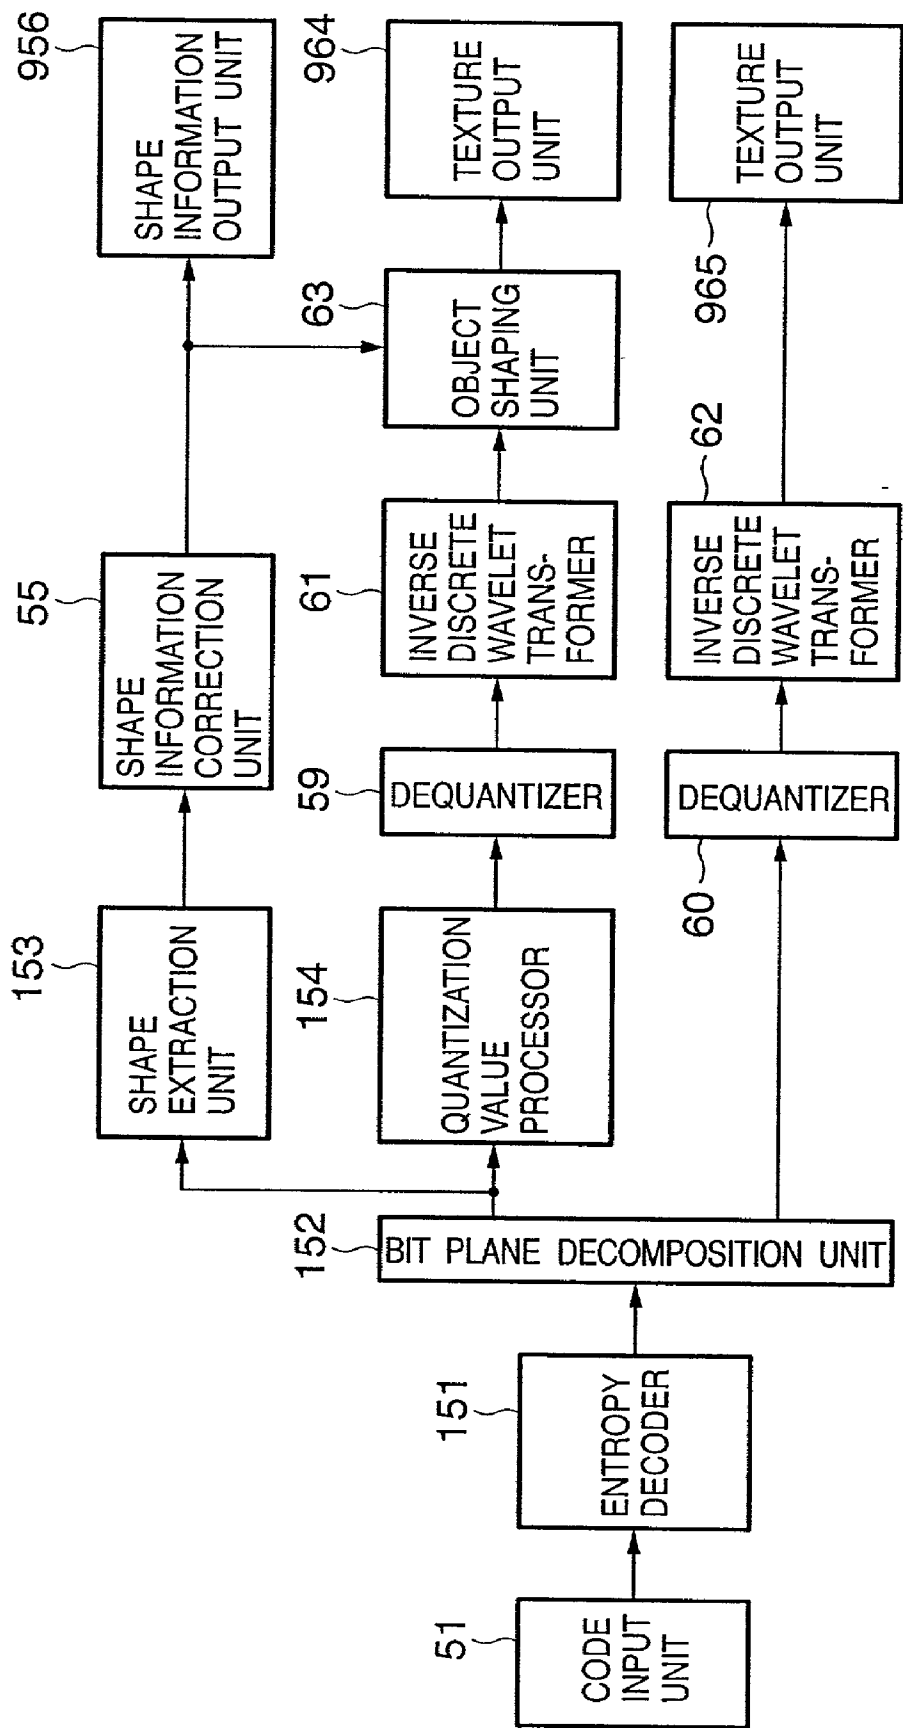 51
CODE
INPUT
UNIT
151
ENTROPY
DECODER
152
BIT PLANE DECOMPOSITION UNIT
153
SHAPE
EXTRACTION
UNIT
154
QUANTIZATION
VALUE
PROCESSOR
55
SHAPE
INFORMATION
CORRECTION
UNIT
59
DEQUANTIZER
60
DEQUANTIZER
61
INVERSE
DISCRETE
WAVELET
TRANS-
FORMER
62
INVERSE
DISCRETE
WAVELET
TRANS-
FORMER
63
OBJECT
SHAPING
UNIT
956
SHAPE
INFORMATION
OUTPUT UNIT
964
TEXTURE
OUTPUT
UNIT
965
TEXTURE
OUTPUT
UNIT